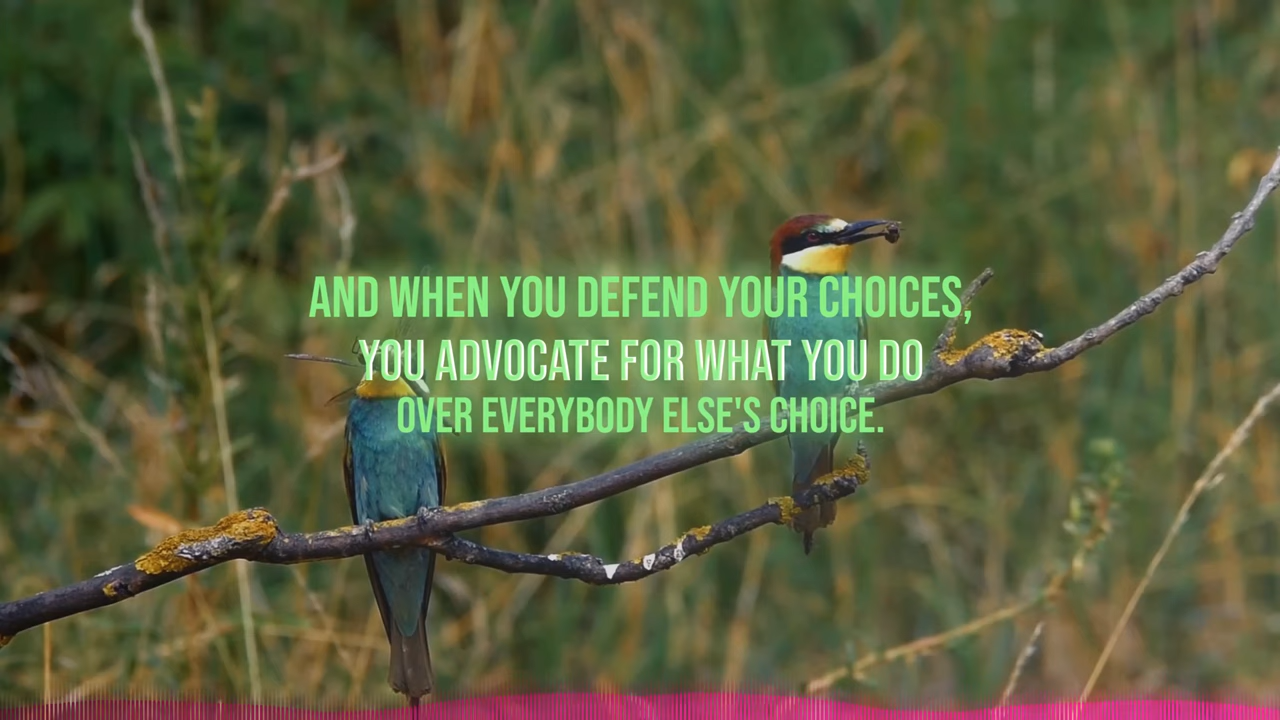 AND WHEN YOU DEFEND YOUR CHOICES,
YOU ADVOCATE FOR WHAT YOU DO
OVER EVERYBODY ELSE'S CHOICE.